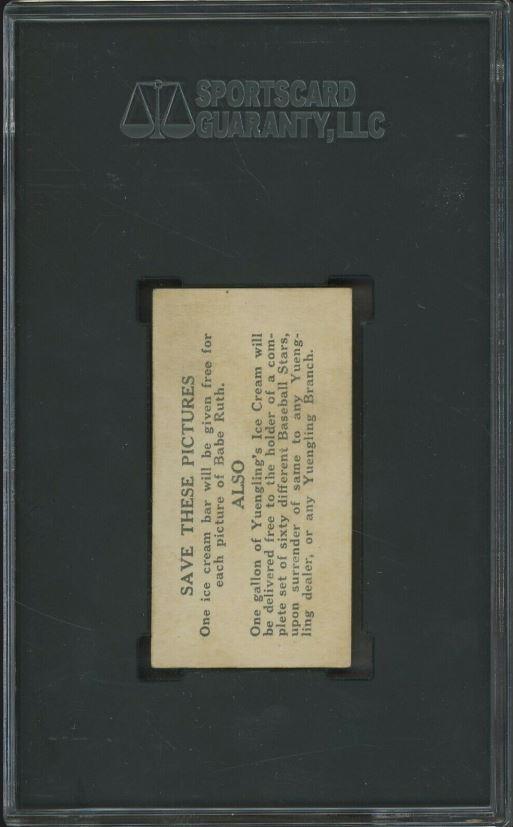 SPORTSCARD
GUARANTY, LLC
SAVE THESE PICTURES
One ice cream bar will be given free for
each picture of Babe Ruth.
ALSO
One gallon of Yuengling's Ice Cream will
be delivered free to the holder of a com-
plete set of sixty different Baseball Stars,
upon surrender of same to any Yueng-
ling dealer, or any Yuengling Branch.